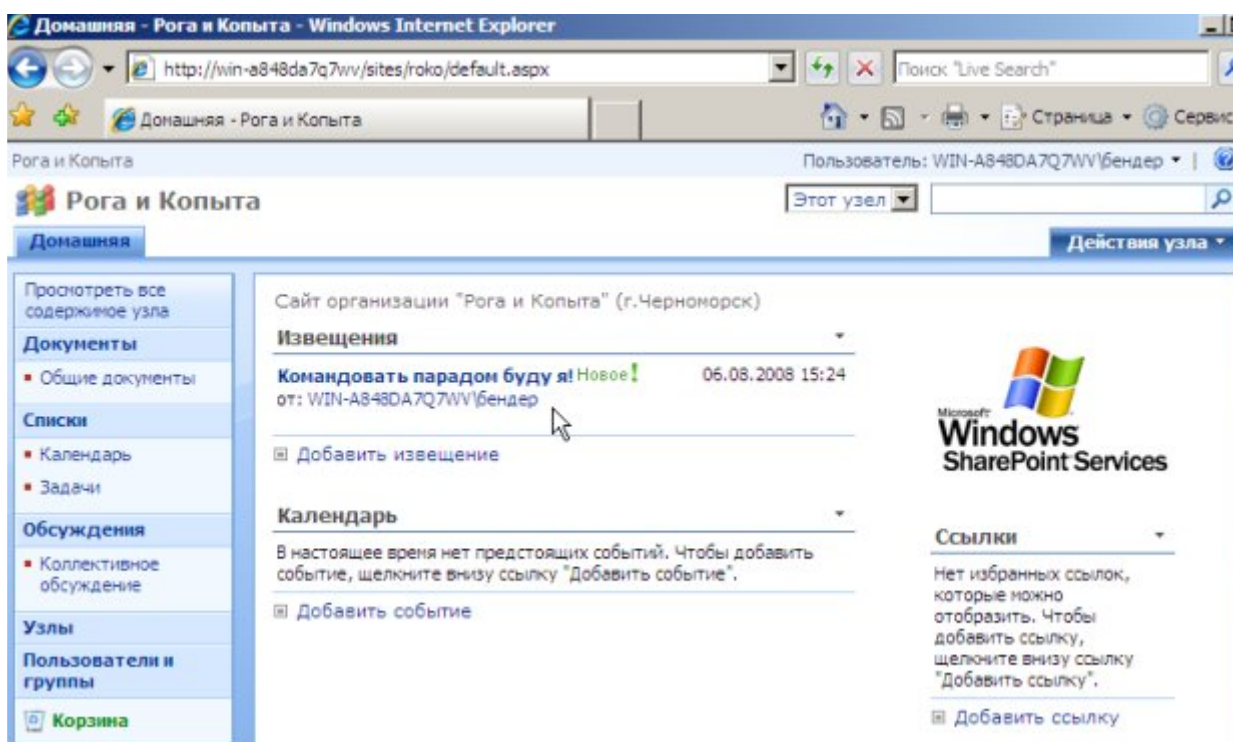 Домашняя - Рога и Копыта - Windows Internet Explorer
http://win-a848da7q7wv/sites/roko/default.aspx
Поиск "Live Search"
Домашняя - Рога и Копыта
Страница
Сервис
Рога и Копыта
Пользователь: WIN-A848DA7Q7WV\бендер
Рога и Копыта
Этот узел
Домашняя
Действия узла
Просмотреть все
содержимое узла
Документы
Общие документы
Списки
Календарь
Задачи
Обсуждения
Коллективное
обсуждение
Узлы
Пользователи и
группы
Корзина
Сайт организации "Рога и Копыта" (г.Черноморск)
Извещения
Командовать парадом буду я! Новое! 06.08.2008 15:24
от: WIN-A848DA7Q7WV\бендер
Добавить извещение
Календарь
В настоящее время нет предстоящих событий. Чтобы добавить
событие, щелкните внизу ссылку "Добавить событие".
Добавить событие
Microsoft
Windows
SharePoint Services
Ссылки
Нет избранных ссылок,
которые можно
отобразить. Чтобы
добавить ссылку,
щелкните внизу ссылку
"Добавить ссылку".
Добавить ссылку